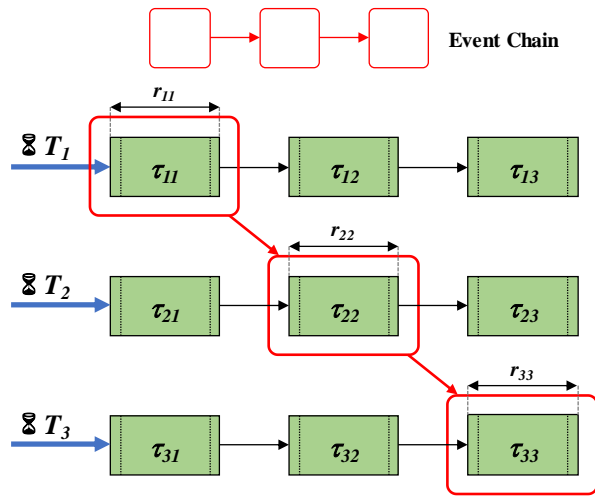 Event Chain
r₁₁
⌛ T₁
τ₁₁
τ₁₂
τ₁₃
r₂₂
⌛ T₂
τ₂₁
τ₂₂
τ₂₃
r₃₃
⌛ T₃
τ₃₁
τ₃₂
τ₃₃